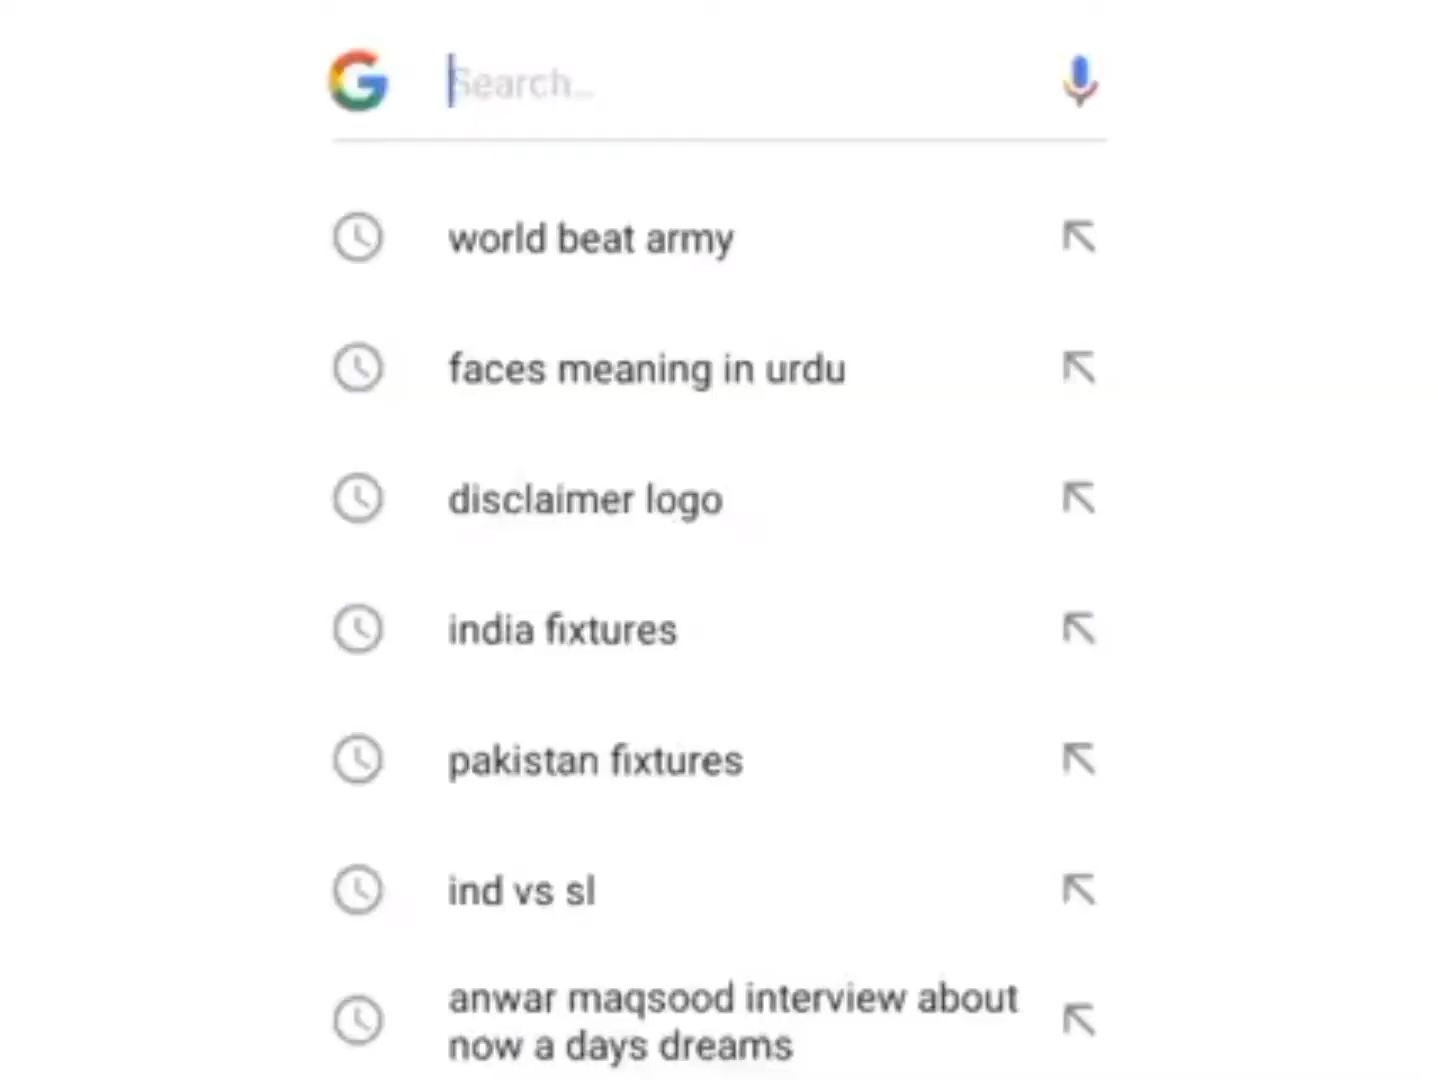 Search...
world beat army
faces meaning in urdu
disclaimer logo
india fixtures
pakistan fixtures
ind vs sl
anwar maqsood interview about
now a days dreams